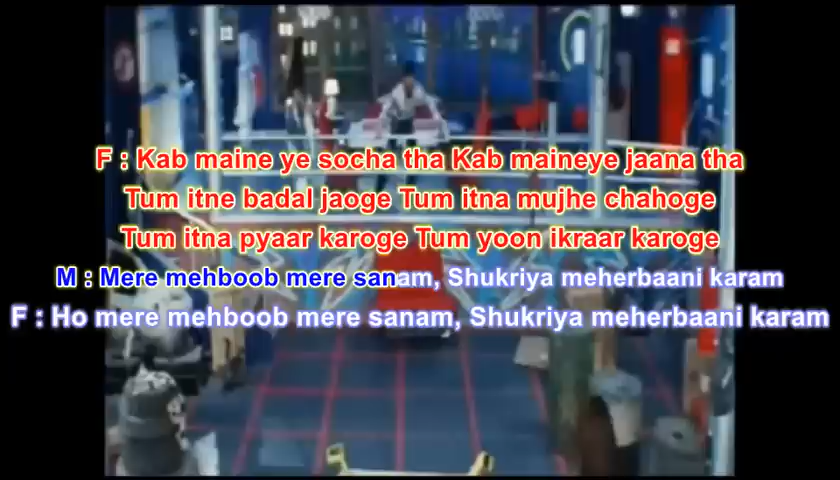 F : Kab maine ye socha tha Kab maineye jaana tha
Tum itne badal jaoge Tum itna mujhe chahoge
Tum itna pyaar karoge Tum yoon ikraar karoge
M : Mere mehboob mere sanam, Shukriya meherbaani karam
F : Ho mere mehboob mere sanam, Shukriya meherbaani karam